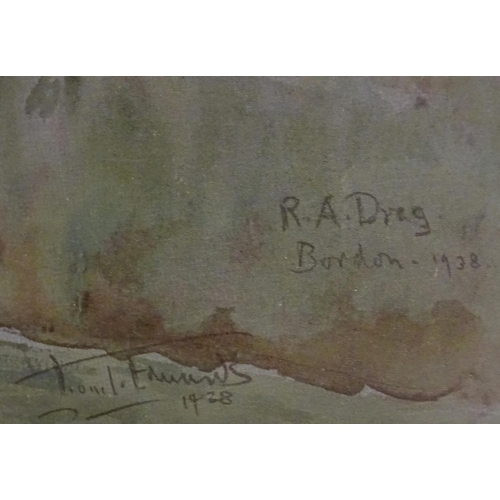 R.A. Drag.
Bordon - 1938
Lionel Edwards
1938